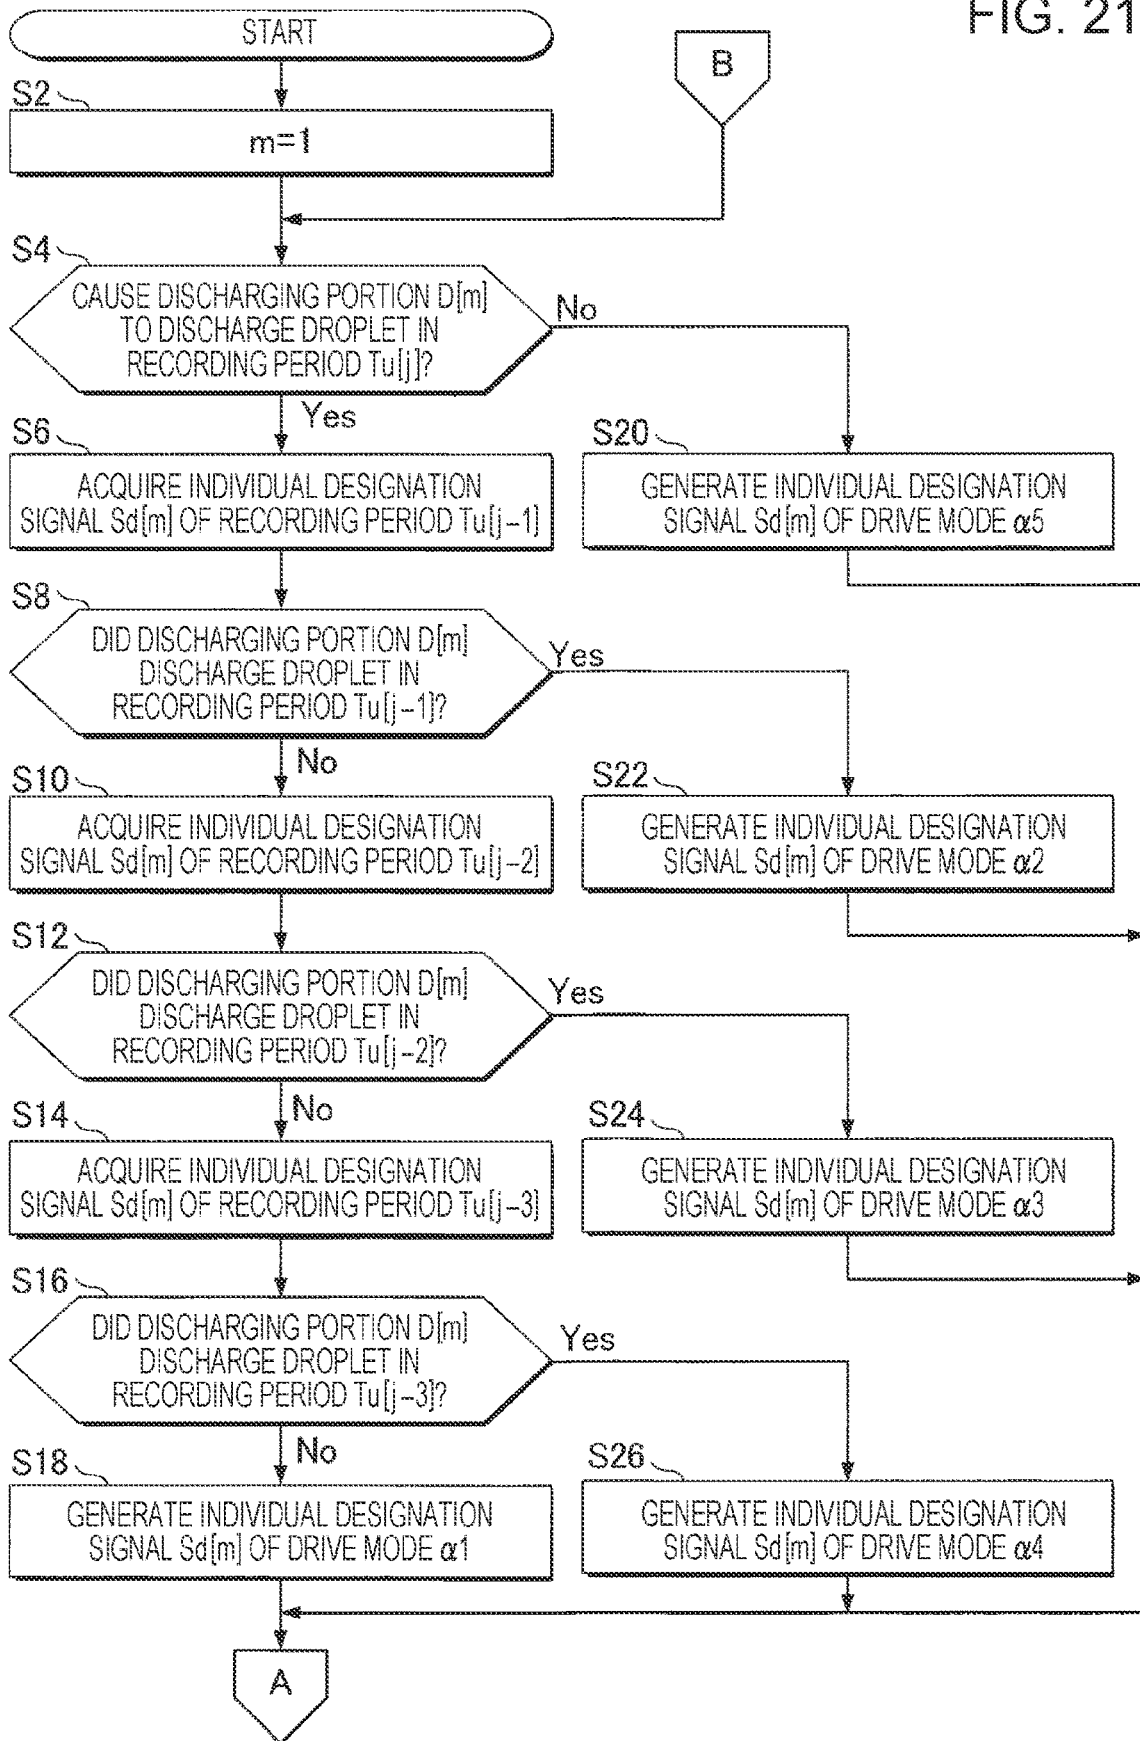 FIG. 21
START
B
S2
m=1
S4
CAUSE DISCHARGING PORTION D[m]
TO DISCHARGE DROPLET IN
RECORDING PERIOD Tu[j]?
No
Yes
S6
ACQUIRE INDIVIDUAL DESIGNATION
SIGNAL Sd[m] OF RECORDING PERIOD Tu[j-1]
S20
GENERATE INDIVIDUAL DESIGNATION
SIGNAL Sd[m] OF DRIVE MODE α5
S8
DID DISCHARGING PORTION D[m]
DISCHARGE DROPLET IN
RECORDING PERIOD Tu[j-1]?
Yes
No
S10
ACQUIRE INDIVIDUAL DESIGNATION
SIGNAL Sd[m] OF RECORDING PERIOD Tu[j-2]
S22
GENERATE INDIVIDUAL DESIGNATION
SIGNAL Sd[m] OF DRIVE MODE α2
S12
DID DISCHARGING PORTION D[m]
DISCHARGE DROPLET IN
RECORDING PERIOD Tu[j-2]?
Yes
No
S14
ACQUIRE INDIVIDUAL DESIGNATION
SIGNAL Sd[m] OF RECORDING PERIOD Tu[j-3]
S24
GENERATE INDIVIDUAL DESIGNATION
SIGNAL Sd[m] OF DRIVE MODE α3
S16
DID DISCHARGING PORTION D[m]
DISCHARGE DROPLET IN
RECORDING PERIOD Tu[j-3]?
Yes
No
S18
GENERATE INDIVIDUAL DESIGNATION
SIGNAL Sd[m] OF DRIVE MODE α1
S26
GENERATE INDIVIDUAL DESIGNATION
SIGNAL Sd[m] OF DRIVE MODE α4
A